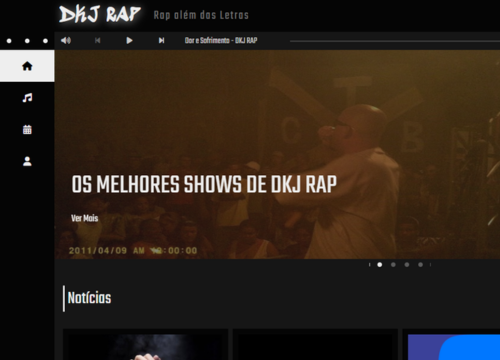 DKJ RAP
Rap além das Letras
Dor e Sofrimento - DKJ RAP
OS MELHORES SHOWS DE DKJ RAP
Ver Mais
2011/04/09 AM 12:00:00
Notícias